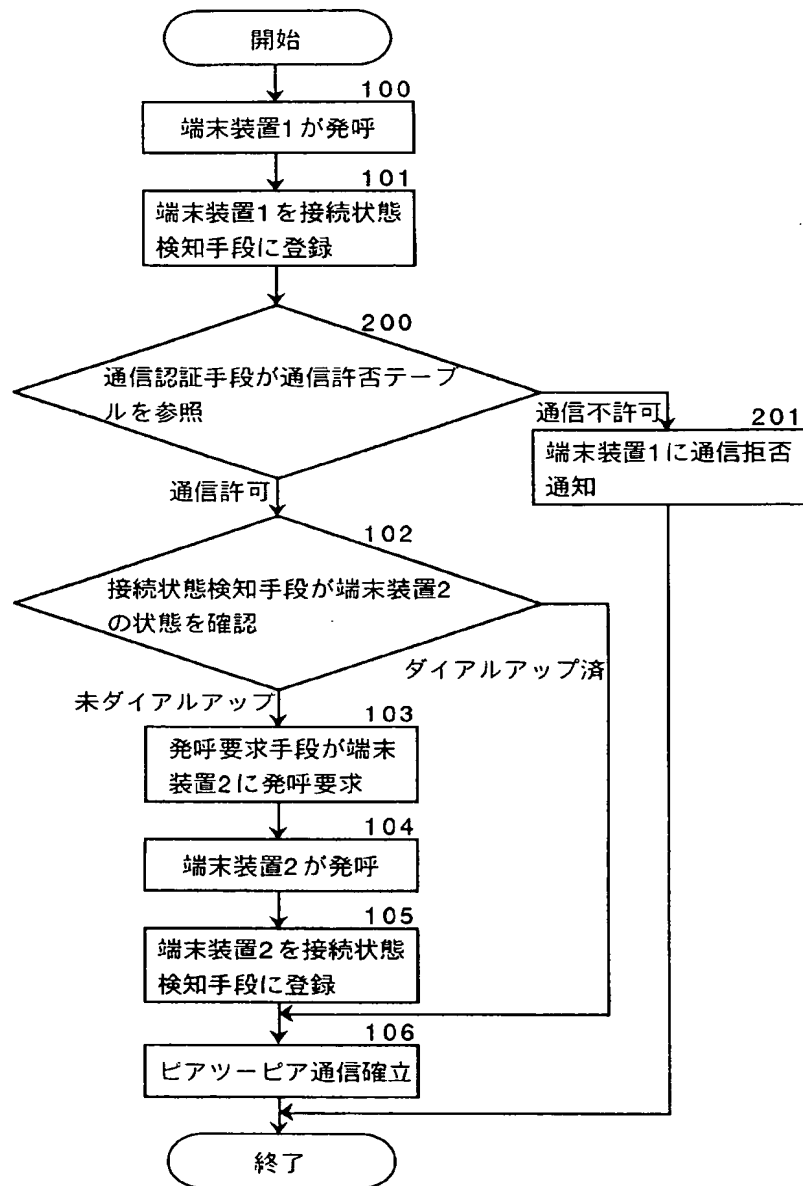 開始
100
端末装置1が発呼
101
端末装置1を接続状態
検知手段に登録
200
通信認証手段が通信許否テーブ
ルを参照
通信不許可
201
端末装置1に通信拒否
通知
通信許可
102
接続状態検知手段が端末装置2
の状態を確認
ダイアルアップ済
未ダイアルアップ
103
発呼要求手段が端末
装置2に発呼要求
104
端末装置2が発呼
105
端末装置2を接続状態
検知手段に登録
106
ピアツーピア通信確立
終了